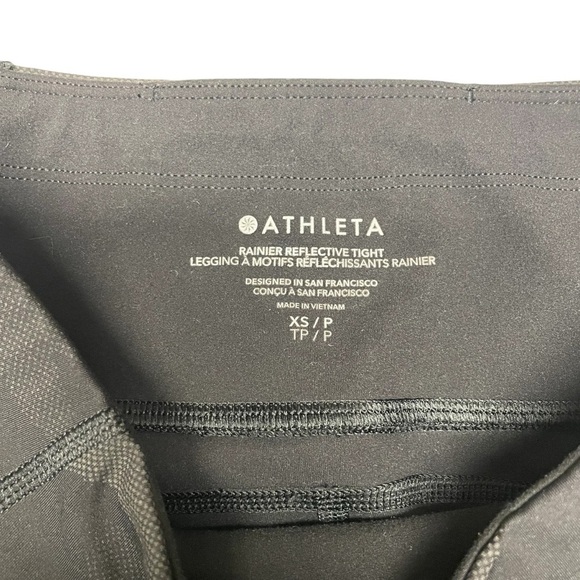 ATHLETA
RAINIER REFLECTIVE TIGHT
LEGGING À MOTIFS RÉFLÉCHISSANTS RAINIER
DESIGNED IN SAN FRANCISCO
CONÇU À SAN FRANCISCO
MADE IN VIETNAM
XS / P
TP / P